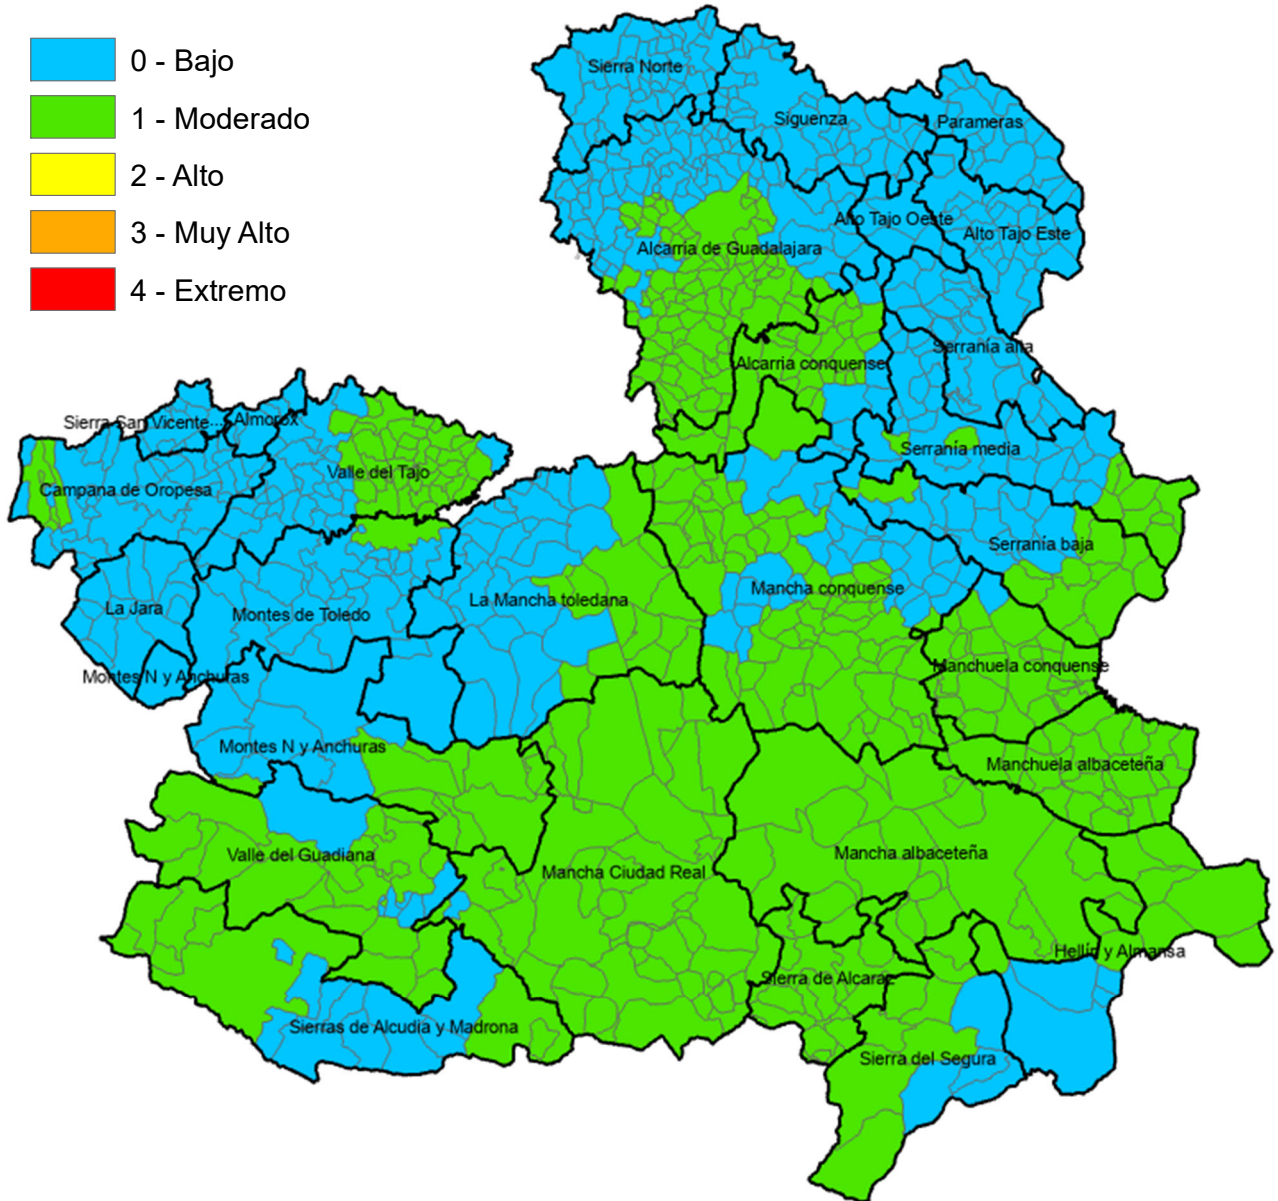 0 - Bajo
1 - Moderado
2 - Alto
3 - Muy Alto
4 - Extremo
Sierra Norte
Siguenza
Parameras
Alto Tajo Oeste
Alto Tajo Este
Alcarria de Guadalajara
Serranía alta
Alcarria conquense
Sierra San Vicente...
Almorox
Serranía media
Valle del Tajo
Campana de Oropesa
Serranía baja
Mancha conquense
La Mancha toledana
La Jara
Montes de Toledo
Manchuela conquense
Montes N y Anchuras
Montes N y Anchuras
Manchuela albaceteña
Valle del Guadiana
Mancha albaceteña
Mancha Ciudad Real
Hellín y Almansa
Sierra de Alcaraz
Sierras de Alcudia y Madrona
Sierra del Segura